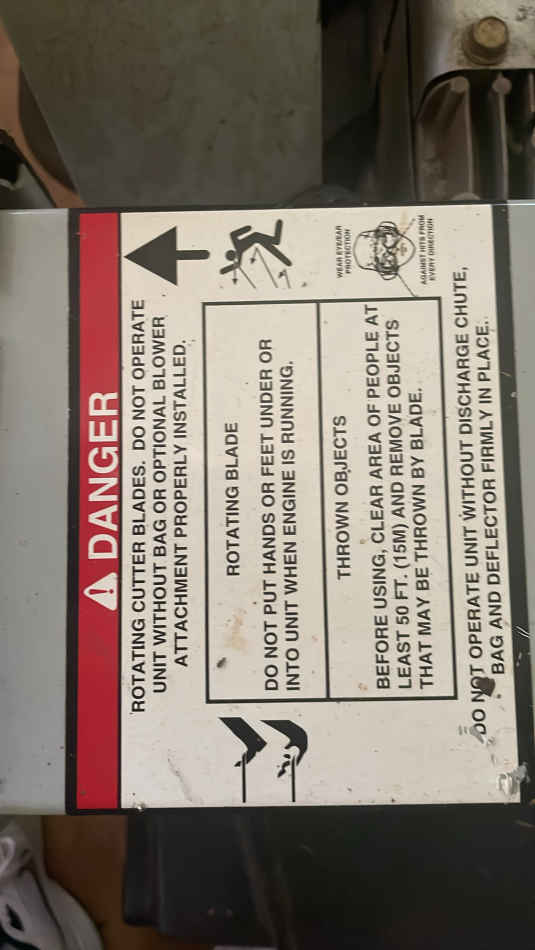 DANGER
ROTATING CUTTER BLADES. DO NOT OPERATE
UNIT WITHOUT BAG OR OPTIONAL BLOWER
ATTACHMENT PROPERLY INSTALLED.
ROTATING BLADE
DO NOT PUT HANDS OR FEET UNDER OR
INTO UNIT WHEN ENGINE IS RUNNING.
THROWN OBJECTS
BEFORE USING, CLEAR AREA OF PEOPLE AT
LEAST 50 FT. (15M) AND REMOVE OBJECTS
THAT MAY BE THROWN BY BLADE.
WEAR EYE/EAR
PROTECTION
AGAINST HITS FROM
EVERY DIRECTION
DO NOT OPERATE UNIT WITHOUT DISCHARGE CHUTE,
BAG AND DEFLECTOR FIRMLY IN PLACE.